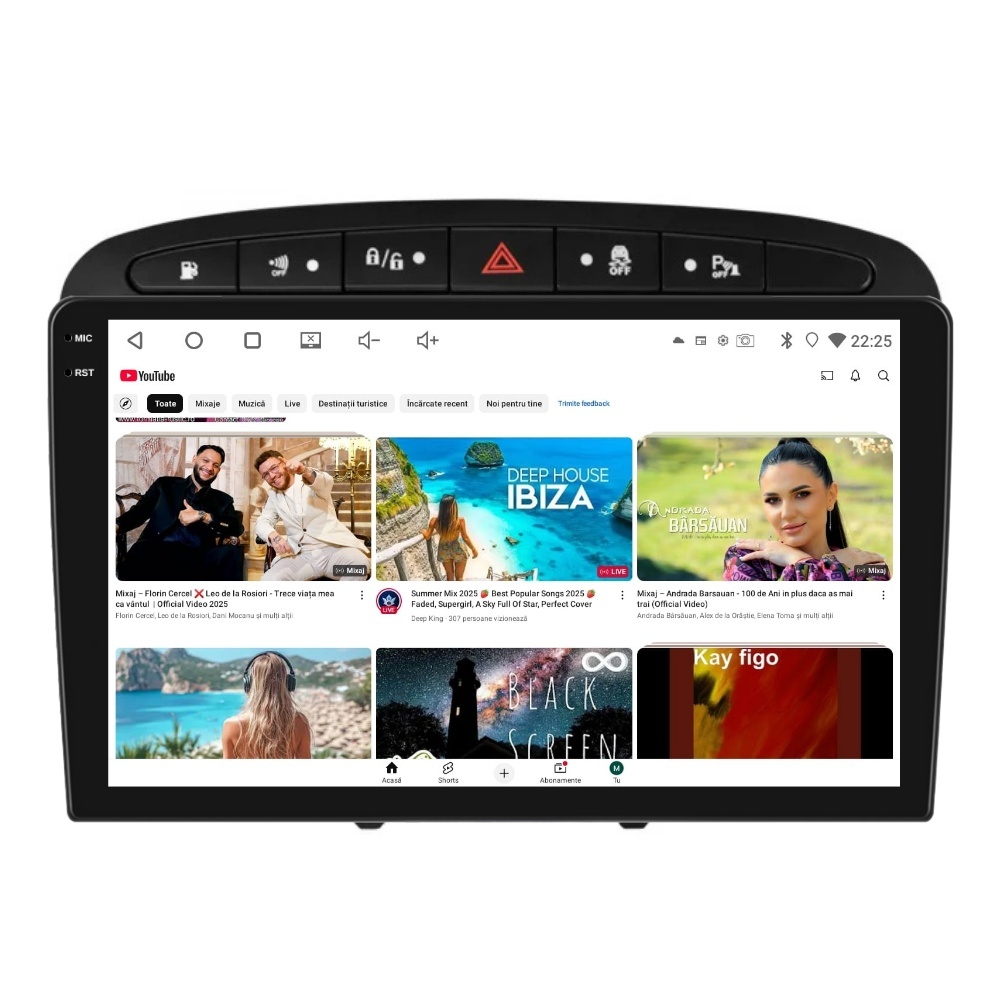 OFF
OFF
P
OFF
MIC
RST
22:25
YouTube
Toate
Mixaje
Muzică
Live
Destinații turistice
Încărcate recent
Noi pentru tine
Trimite feedback
DEEP HOUSE
IBIZA
ANDRADA
BÂRSĂUAN
Mixaj
LIVE
Mixaj
Mixaj – Florin Cercel ❌ Leo de la Rosiori - Trece viața mea
ca vântul | Official Video 2025
Florin Cercel, Leo de la Rosiori, Dani Mocanu și mulți alții
LIVE
Summer Mix 2025 🍓 Best Popular Songs 2025 🍓
Faded, Supergirl, A Sky Full Of Star, Perfect Cover
Deep King · 307 persoane vizionează
Mixaj – Andrada Barsauan - 100 de Ani in plus daca as mai
trai (Official Video)
Andrada Bârsăuan, Alex de la Orăștie, Elena Toma și mulți alții
BLACK
SCREEN
Kay figo
Acasă
Shorts
Abonamente
M
Tu